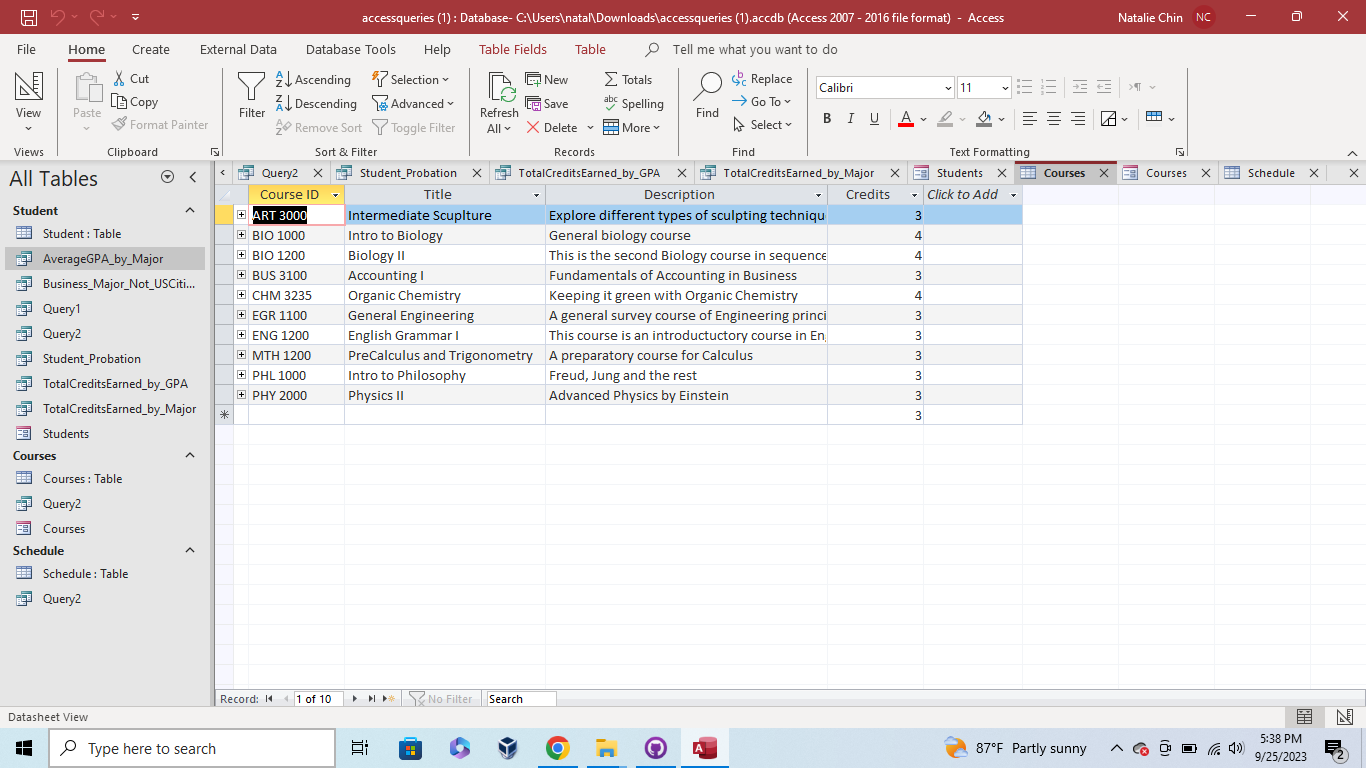 accessqueries (1) : Database- C:\Users\natal\Downloads\accessqueries (1).accdb (Access 2007 - 2016 file format) - Access
Natalie Chin NC
File Home Create External Data Database Tools Help Table Fields Table Tell me what you want to do
View
Views
Paste
Cut
Copy
Format Painter
Clipboard
Filter
Ascending
Descending
Remove Sort
Selection
Advanced
Toggle Filter
Sort & Filter
Refresh
All
New
Save
Delete
Totals
Spelling
More
Records
Find
Replace
Go To
Select
Find
Calibri 11
B I U
Text Formatting
All Tables
Student
Student : Table
AverageGPA_by_Major
Business_Major_Not_USCiti...
Query1
Query2
Student_Probation
TotalCreditsEarned_by_GPA
TotalCreditsEarned_by_Major
Students
Courses
Courses : Table
Query2
Courses
Schedule
Schedule : Table
Query2
Query2 Student_Probation TotalCreditsEarned_by_GPA TotalCreditsEarned_by_Major Students Courses Courses Schedule
Course ID Title Description Credits Click to Add
ART 3000 Intermediate Scuplture Explore different types of sculpting techniqu 3
BIO 1000 Intro to Biology General biology course 4
BIO 1200 Biology II This is the second Biology course in sequence 4
BUS 3100 Accounting I Fundamentals of Accounting in Business 3
CHM 3235 Organic Chemistry Keeping it green with Organic Chemistry 4
EGR 1100 General Engineering A general survey course of Engineering princi 3
ENG 1200 English Grammar I This course is an introductuctory course in En 3
MTH 1200 PreCalculus and Trigonometry A preparatory course for Calculus 3
PHL 1000 Intro to Philosophy Freud, Jung and the rest 3
PHY 2000 Physics II Advanced Physics by Einstein 3
3
Record: 1 of 10 No Filter Search
Datasheet View
Type here to search
87°F Partly sunny
5:38 PM
9/25/2023
2